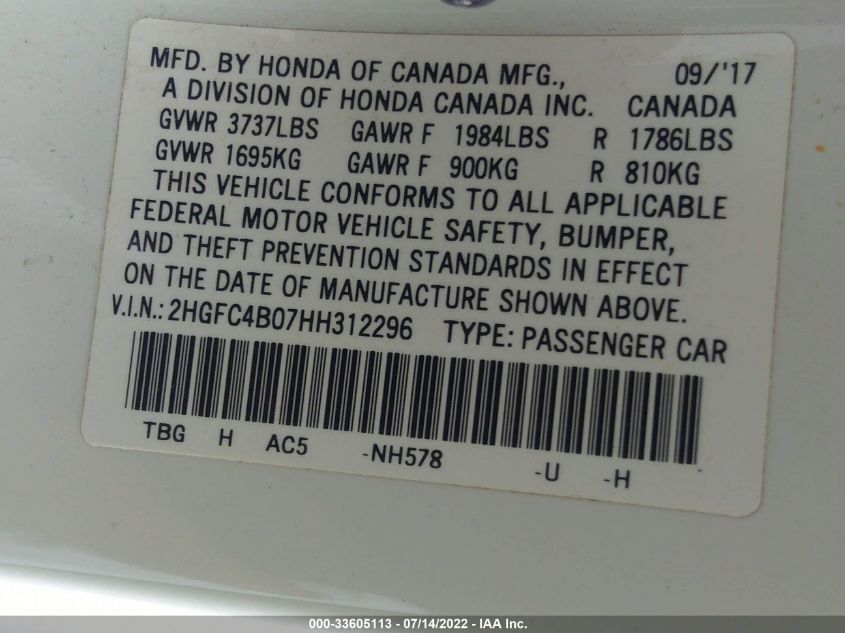 MFD. BY HONDA OF CANADA MFG., 09/'17
A DIVISION OF HONDA CANADA INC. CANADA
GVWR 3737LBS GAWR F 1984LBS R 1786LBS
GVWR 1695KG GAWR F 900KG R 810KG
THIS VEHICLE CONFORMS TO ALL APPLICABLE
FEDERAL MOTOR VEHICLE SAFETY, BUMPER,
AND THEFT PREVENTION STANDARDS IN EFFECT
ON THE DATE OF MANUFACTURE SHOWN ABOVE.
V.I.N.: 2HGFC4B07HH312296 TYPE: PASSENGER CAR
TBG H AC5 -NH578 -U -H
000-33605113 - 07/14/2022 - IAA Inc.